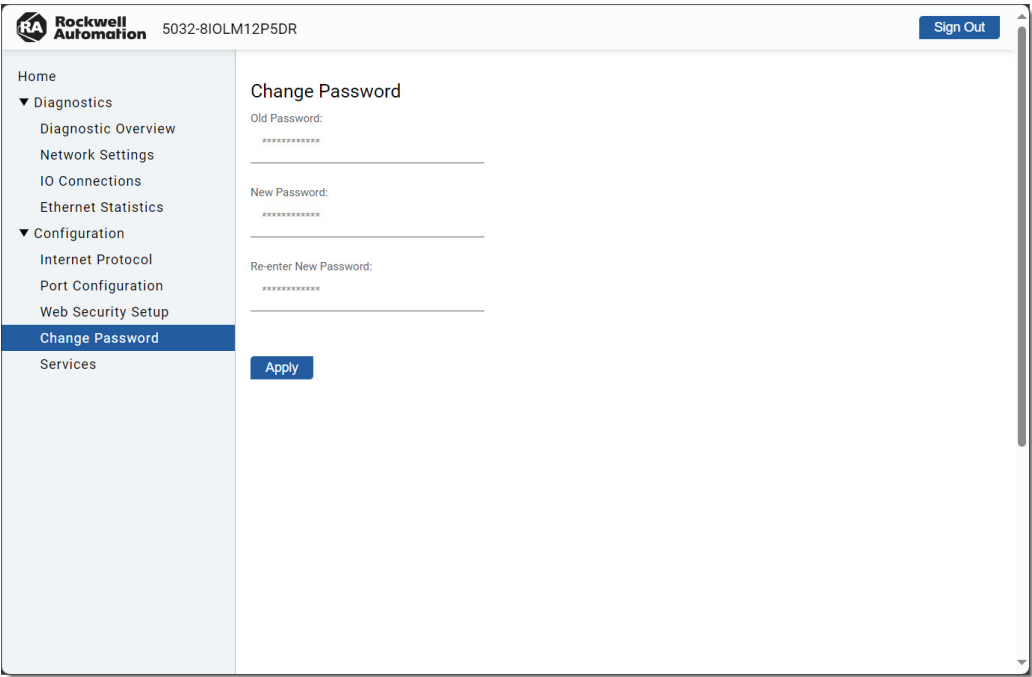 RA Rockwell
Automation 5032-8IOLM12P5DR
Sign Out
Home
▼ Diagnostics
Diagnostic Overview
Network Settings
IO Connections
Ethernet Statistics
▼ Configuration
Internet Protocol
Port Configuration
Web Security Setup
Change Password
Services
Change Password
Old Password:
************
New Password:
************
Re-enter New Password:
************
Apply